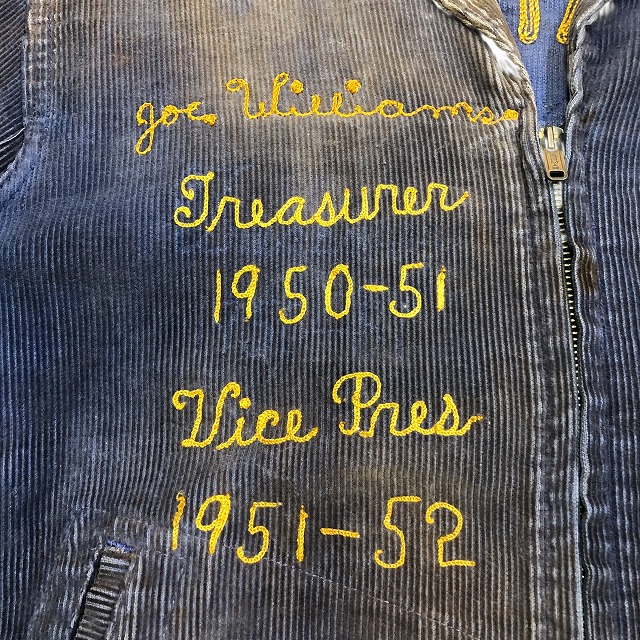 Joe Williams
Treasurer
1950-51
Vice Pres
1951-52